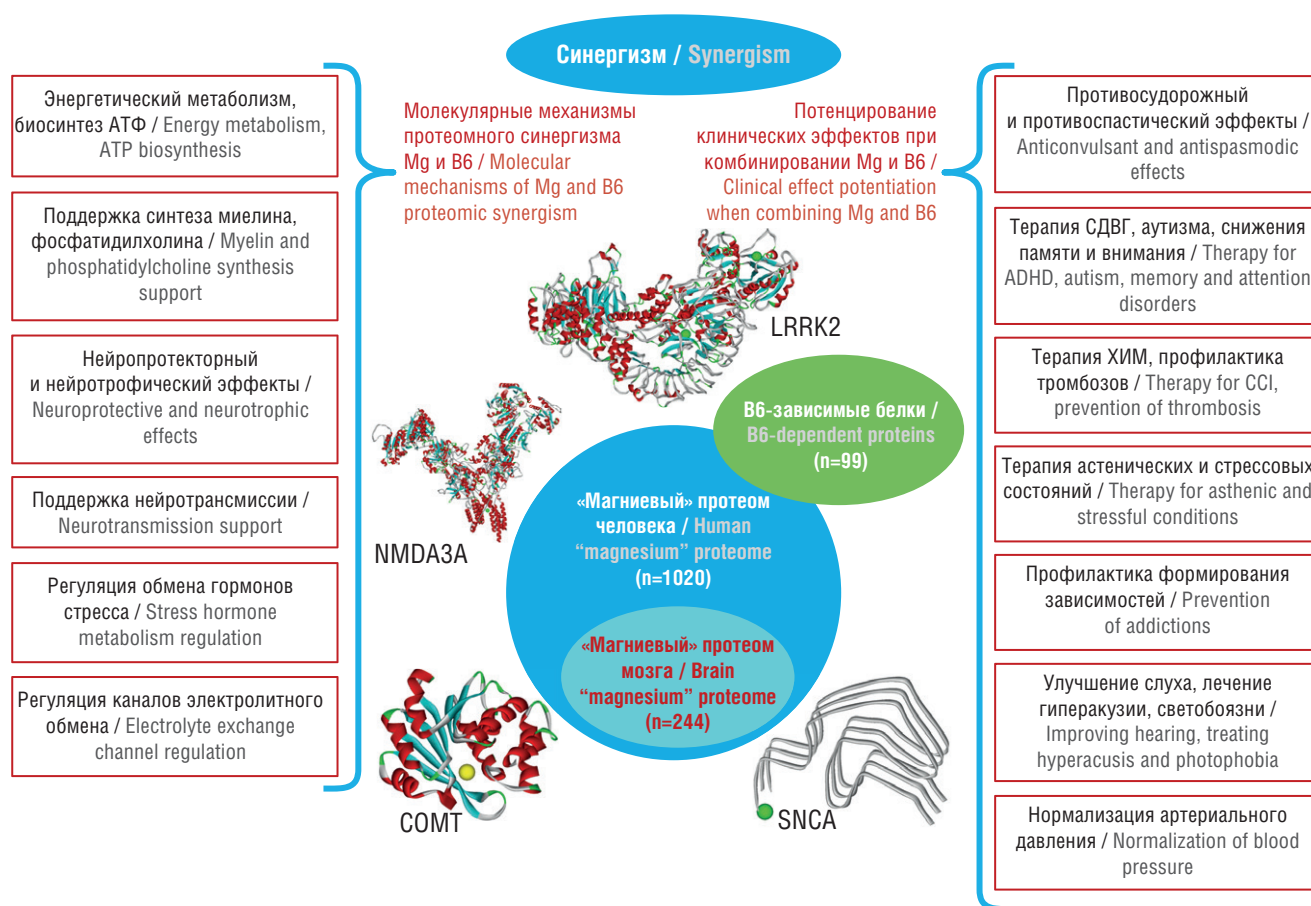 Синергизм / Synergism
Энергетический метаболизм,
биосинтез АТФ / Energy metabolism,
ATP biosynthesis
Поддержка синтеза миелина,
фосфатидилхолина / Myelin and
phosphatidylcholine synthesis
support
Нейропротекторный
и нейротрофический эффекты /
Neuroprotective and neurotrophic
effects
Поддержка нейротрансмиссии /
Neurotransmission support
Регуляция обмена гормонов
стресса / Stress hormone
metabolism regulation
Регуляция каналов электролитного
обмена / Electrolyte exchange
channel regulation
Молекулярные механизмы
протеомного синергизма
Mg и B6 / Molecular
mechanisms of Mg and B6
proteomic synergism
Потенцирование
клинических эффектов при
комбинировании Mg и B6 /
Clinical effect potentiation
when combining Mg and B6
LRRK2
NMDA3A
В6-зависимые белки /
B6-dependent proteins
(n=99)
«Магниевый» протеом
человека / Human
“magnesium” proteome
(n=1020)
«Магниевый» протеом
мозга / Brain
“magnesium” proteome
(n=244)
COMT
SNCA
Противосудорожный
и противоспастический эффекты /
Anticonvulsant and antispasmodic
effects
Терапия СДВГ, аутизма, снижения
памяти и внимания / Therapy for
ADHD, autism, memory and attention
disorders
Терапия ХИМ, профилактика
тромбозов / Therapy for CCI,
prevention of thrombosis
Терапия астенических и стрессовых
состояний / Therapy for asthenic and
stressful conditions
Профилактика формирования
зависимостей / Prevention
of addictions
Улучшение слуха, лечение
гиперакузии, светобоязни /
Improving hearing, treating
hyperacusis and photophobia
Нормализация артериального
давления / Normalization of blood
pressure